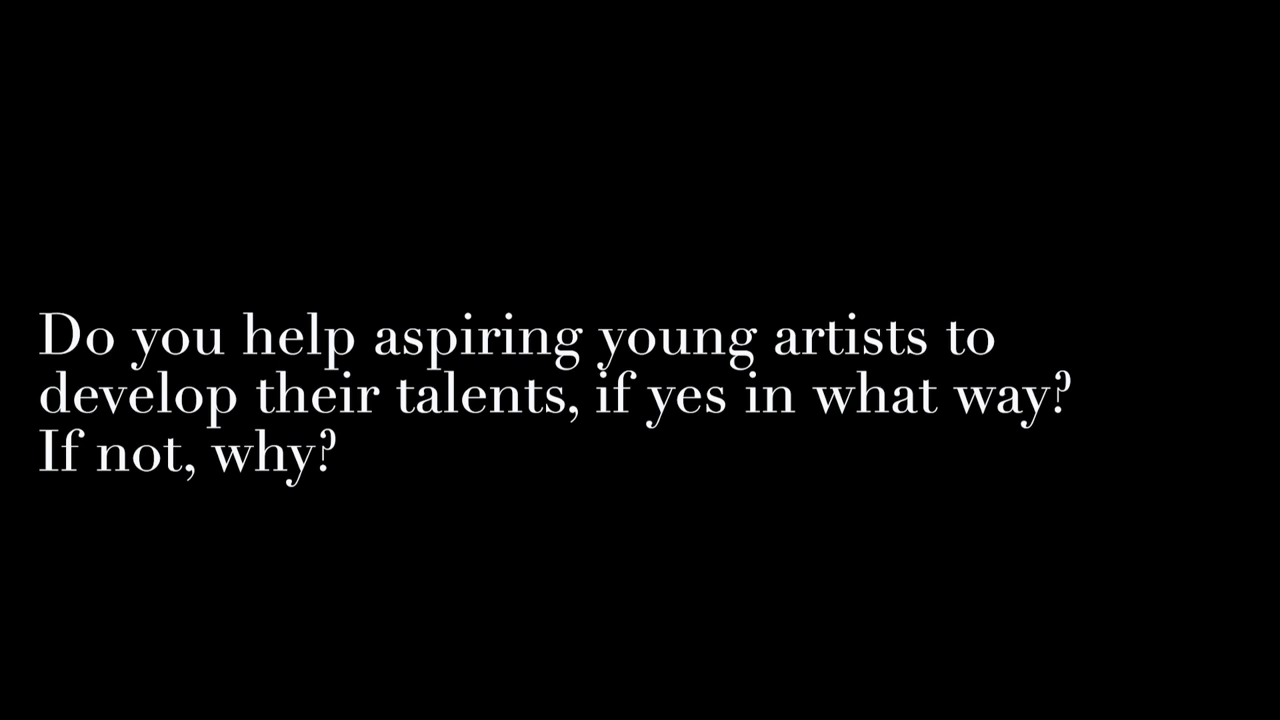 Do you help aspiring young artists to
develop their talents, if yes in what way?
If not, why?